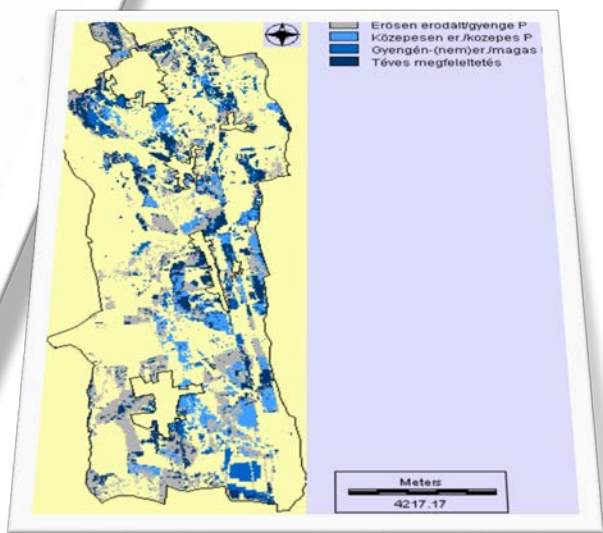 Erősen erodált/gyenge P
Közepesen er./kozepes P
Gyengén-(nem)er./magas
Téves megfeleltetés
Meters
4217.17